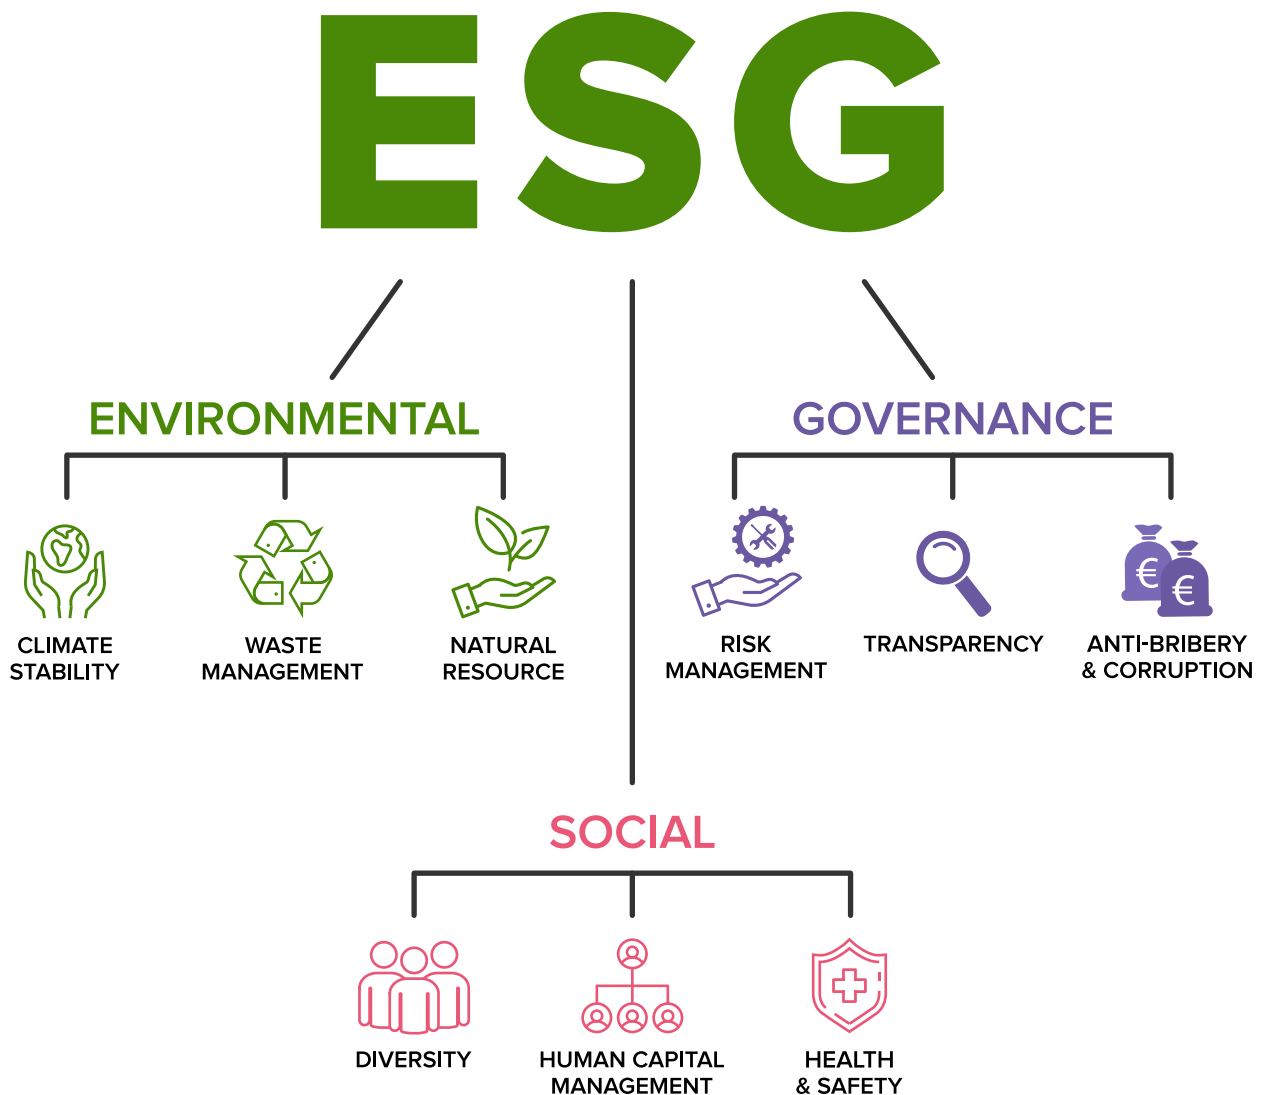 ESG
ENVIRONMENTAL
CLIMATE
STABILITY
WASTE
MANAGEMENT
NATURAL
RESOURCE
GOVERNANCE
RISK
MANAGEMENT
TRANSPARENCY
€
€
ANTI-BRIBERY
& CORRUPTION
SOCIAL
DIVERSITY
HUMAN CAPITAL
MANAGEMENT
HEALTH
& SAFETY